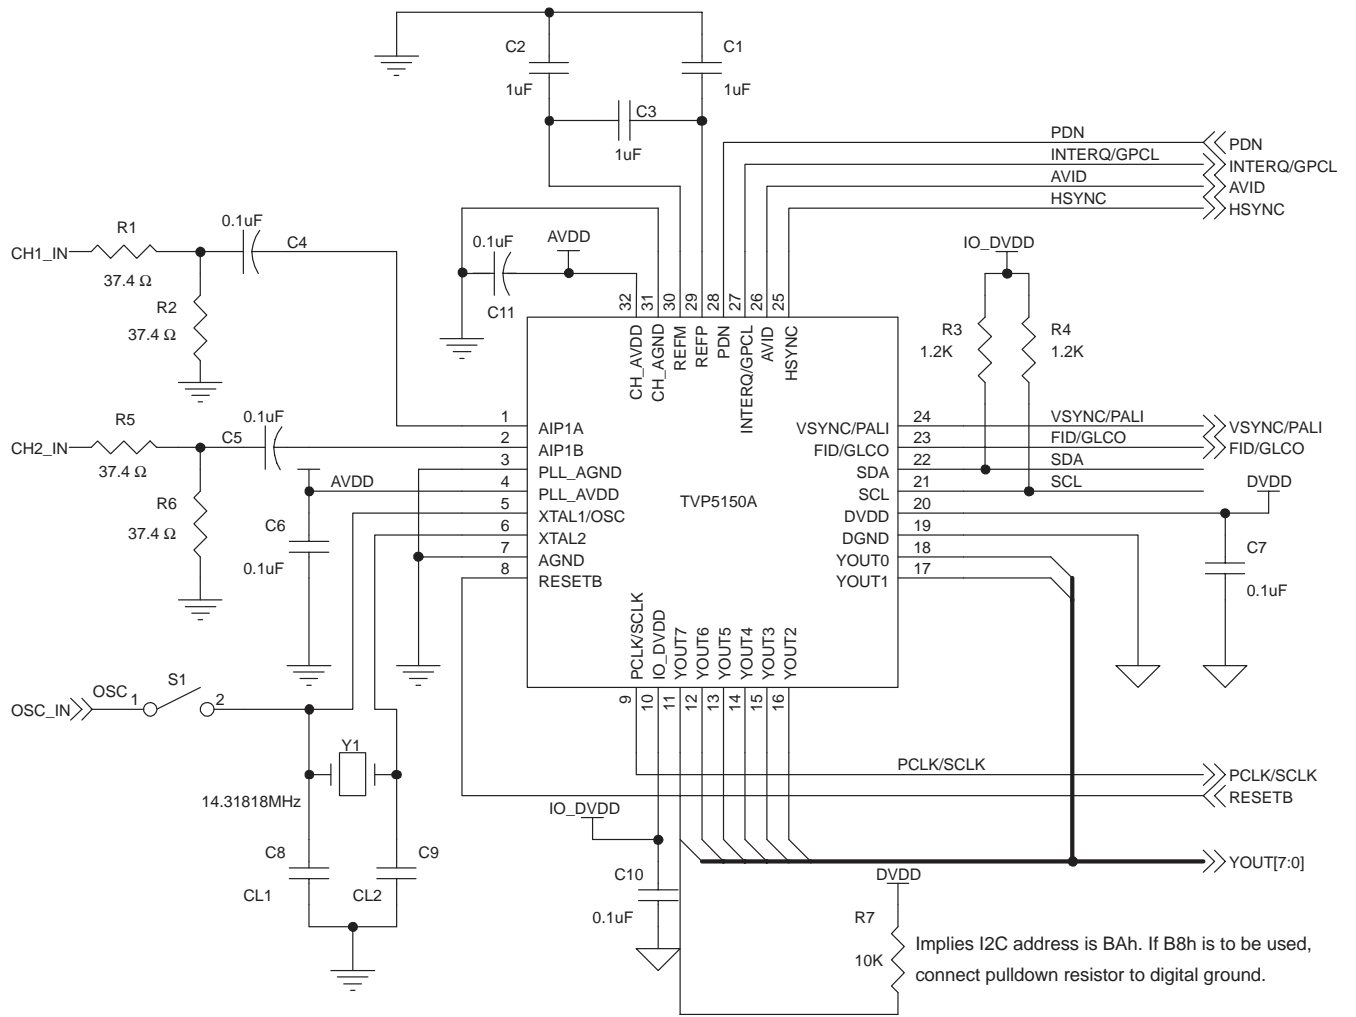 C2
C1
1uF
1uF
C3
1uF
PDN
PDN
INTERQ/GPCL
INTERQ/GPCL
AVID
AVID
HSYNC
HSYNC
R1
0.1uF
C4
CH1_IN
37.4 Ω
R2
37.4 Ω
0.1uF
AVDD
C11
IO_DVDD
R3
1.2K
R4
1.2K
32
31
30
29
28
27
26
25
CH_AVDD
CH_AGND
REFM
REFP
PDN
INTERQ/GPCL
AVID
HSYNC
R5
0.1uF
C5
CH2_IN
37.4 Ω
R6
37.4 Ω
AVDD
C6
0.1uF
1
AIP1A
2
AIP1B
3
PLL_AGND
4
PLL_AVDD
5
XTAL1/OSC
6
XTAL2
7
AGND
8
RESETB
TVP5150A
VSYNC/PALI
24
VSYNC/PALI
VSYNC/PALI
FID/GLCO
23
FID/GLCO
FID/GLCO
SDA
22
SDA
SCL
21
SCL
DVDD
DVDD
20
DGND
19
YOUT0
18
YOUT1
17
C7
0.1uF
PCLK/SCLK
IO_DVDD
YOUT7
YOUT6
YOUT5
YOUT4
YOUT3
YOUT2
9
10
11
12
13
14
15
16
OSC_IN
OSC
1
S1
2
Y1
14.31818MHz
C8
CL1
C9
CL2
PCLK/SCLK
PCLK/SCLK
RESETB
IO_DVDD
C10
0.1uF
YOUT[7:0]
DVDD
R7
10K
Implies I2C address is BAh. If B8h is to be used,
connect pulldown resistor to digital ground.